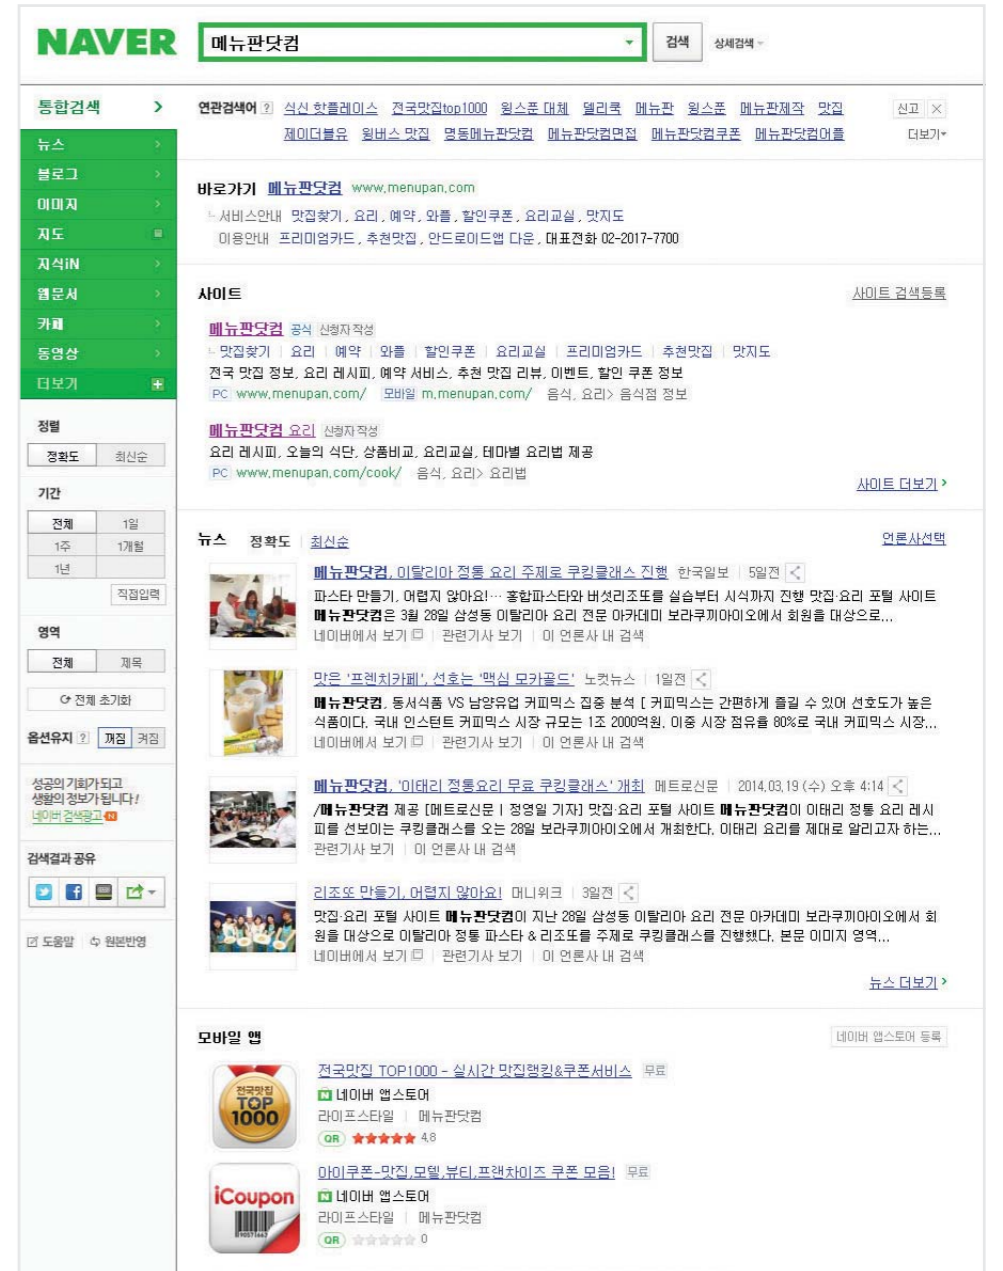 NAVER
메뉴판닷컴
검색
상세검색
통합검색
뉴스
블로그
이미지
지도
지식iN
웹문서
카페
동영상
더보기
정렬
정확도 최신순
기간
전체 1일
1주 1개월
1년
직접입력
영역
전체 제목
전체 초기화
옵션유지 ? 꺼짐 켜짐
성공의 기회가 되고
생활의 정보가 됩니다!
네이버 검색광고 N
검색결과 공유
도움말 원본반영
연관검색어 ? 식신 핫플레이스 전국맛집top1000 윙스푼 대체 델리쿡 메뉴판 윙스푼 메뉴판제작 맛집 신고 ×
제이더블유 윙버스 맛집 명동메뉴판닷컴 메뉴판닷컴면접 메뉴판닷컴쿠폰 메뉴판닷컴어플 더보기
바로가기 메뉴판닷컴 www.menupan.com
서비스안내 맛집찾기, 요리, 예약, 와플, 할인쿠폰, 요리교실, 맛지도
이용안내 프리미엄카드, 추천맛집, 안드로이드앱 다운, 대표전화 02-2017-7700
사이트 사이트 검색등록
메뉴판닷컴 공식 신청자 작성
맛집찾기 | 요리 | 예약 | 와플 | 할인쿠폰 | 요리교실 | 프리미엄카드 | 추천맛집 | 맛지도
전국 맛집 정보, 요리 레시피, 예약 서비스, 추천 맛집 리뷰, 이벤트, 할인 쿠폰 정보
PC www.menupan.com/ 모바일 m.menupan.com/ 음식, 요리> 음식점 정보
메뉴판닷컴 요리 신청자 작성
요리 레시피, 오늘의 식단, 상품비교, 요리교실, 테마별 요리법 제공
PC www.menupan.com/cook/ 음식, 요리> 요리법
사이트 더보기 >
뉴스 정확도 | 최신순 언론사선택
메뉴판닷컴, 이탈리아 정통 요리 주제로 쿠킹클래스 진행 한국일보 | 5일전
파스타 만들기, 어렵지 않아요!… 홍합파스타와 버섯리조또를 실습부터 시식까지 진행 맛집·요리 포털 사이트
메뉴판닷컴은 3월 28일 삼성동 이탈리아 요리 전문 아카데미 보라쿠끼아이오에서 회원을 대상으로...
네이버에서 보기 | 관련기사 보기 | 이 언론사 내 검색
맛은 '프렌치카페', 선호는 '맥심 모카골드' 노컷뉴스 | 1일전
메뉴판닷컴, 동서식품 VS 남양유업 커피믹스 집중 분석 [ 커피믹스는 간편하게 즐길 수 있어 선호도가 높은
식품이다. 국내 인스턴트 커피믹스 시장 규모는 1조 2000억원. 이중 시장 점유율 80%로 국내 커피믹스 시장...
네이버에서 보기 | 관련기사 보기 | 이 언론사 내 검색
메뉴판닷컴, '이태리 정통요리 무료 쿠킹클래스' 개최 메트로신문 | 2014.03.19 (수) 오후 4:14
/메뉴판닷컴 제공 [메트로신문 | 정영일 기자] 맛집·요리 포털 사이트 메뉴판닷컴이 이태리 정통 요리 레시
피를 선보이는 쿠킹클래스를 오는 28일 보라쿠끼아이오에서 개최한다. 이태리 요리를 제대로 알리고자 하는...
관련기사 보기 | 이 언론사 내 검색
리조또 만들기, 어렵지 않아요! 머니위크 | 3일전
맛집·요리 포털 사이트 메뉴판닷컴이 지난 28일 삼성동 이탈리아 요리 전문 아카데미 보라쿠끼아이오에서 회
원을 대상으로 이탈리아 정통 파스타 & 리조또를 주제로 쿠킹클래스를 진행했다. 본문 이미지 영역...
네이버에서 보기 | 관련기사 보기 | 이 언론사 내 검색
뉴스 더보기 >
모바일 앱 네이버 앱스토어 등록
전국맛집
TOP
1000
전국맛집 TOP1000 - 실시간 맛집랭킹&쿠폰서비스 무료
네이버 앱스토어
라이프스타일 | 메뉴판닷컴
QR ★★★★★ 4.8
iCoupon
아이쿠폰-맛집,모텔,뷰티,프랜차이즈 쿠폰 모음! 무료
네이버 앱스토어
라이프스타일 | 메뉴판닷컴
QR ☆☆☆☆☆ 0